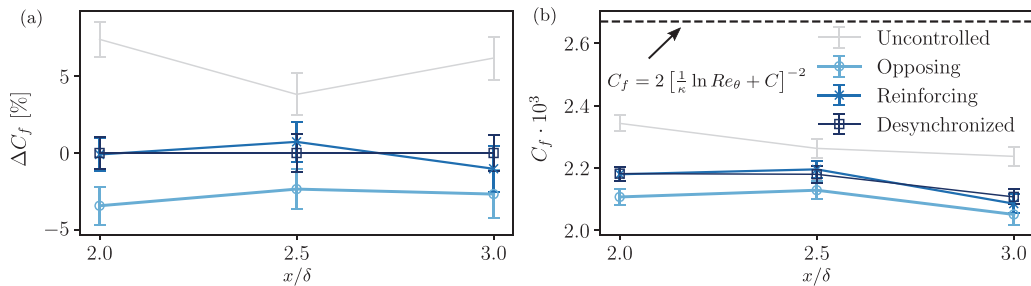 (a)
5
0
−5
ΔC_f [%]
2.0
2.5
3.0
x/δ
(b)
2.6
2.4
2.2
2.0
C_f · 10^3
2.0
2.5
3.0
x/δ
C_f = 2 [1/κ ln Re_θ + C]^−2
Uncontrolled
Opposing
Reinforcing
Desynchronized